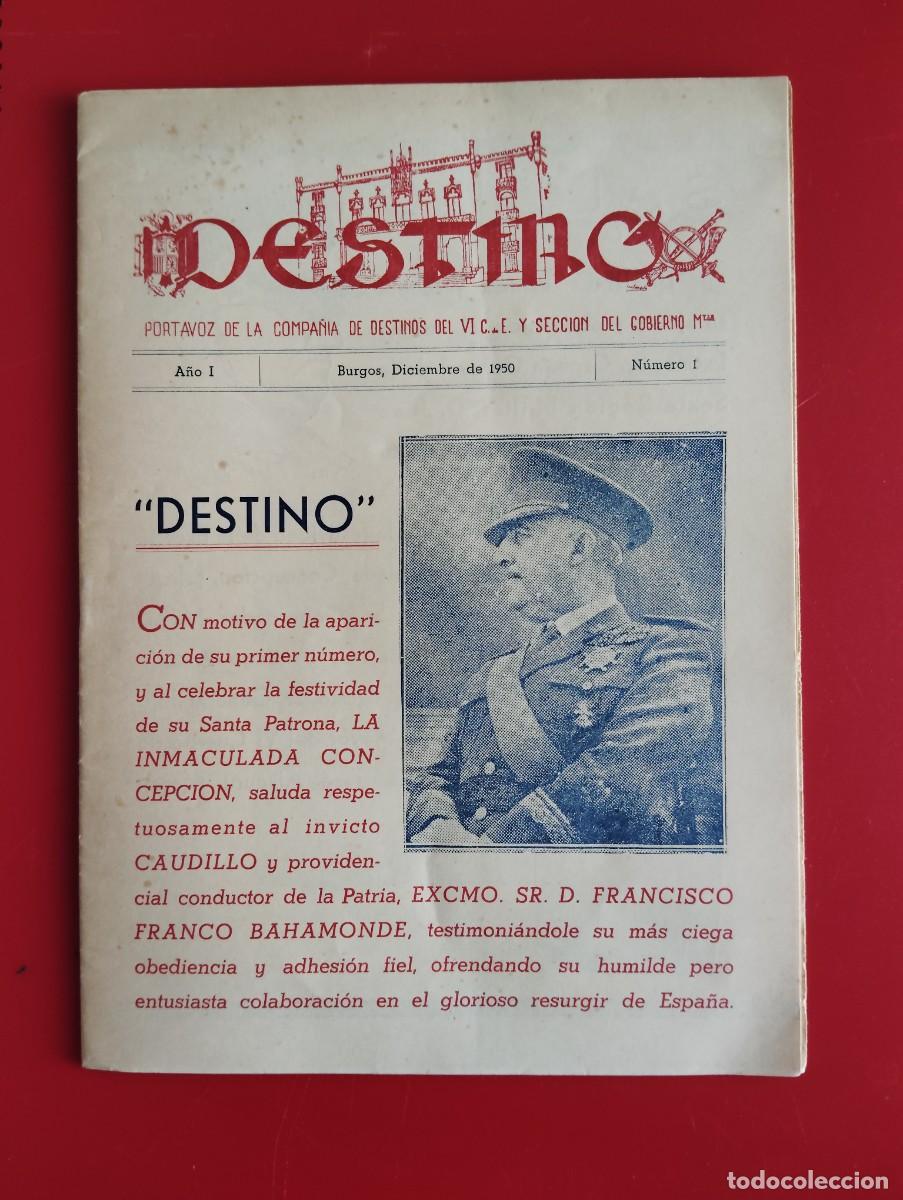 DESTINO
PORTAVOZ DE LA COMPAÑIA DE DESTINOS DEL VI C. de E. Y SECCION DEL GOBIERNO Mᵀᴬᴿ
Año I Burgos, Diciembre de 1950 Número 1
"DESTINO"
CON motivo de la apari-
ción de su primer número,
y al celebrar la festividad
de su Santa Patrona, LA
INMACULADA CON-
CEPCION, saluda respe-
tuosamente al invicto
CAUDILLO y providen-
cial conductor de la Patria, EXCMO. SR. D. FRANCISCO
FRANCO BAHAMONDE, testimoniándole su más ciega
obediencia y adhesión fiel, ofrendando su humilde pero
entusiasta colaboración en el glorioso resurgir de España.
todocoleccion